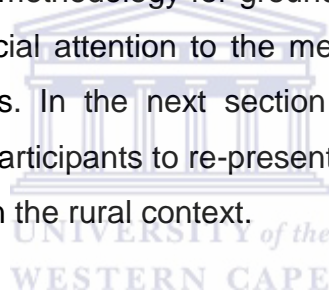 methodology for ground
cial attention to the me
s. In the next section
articipants to re-present
n the rural context.
UNIVERSITY of the
WESTERN CAPE